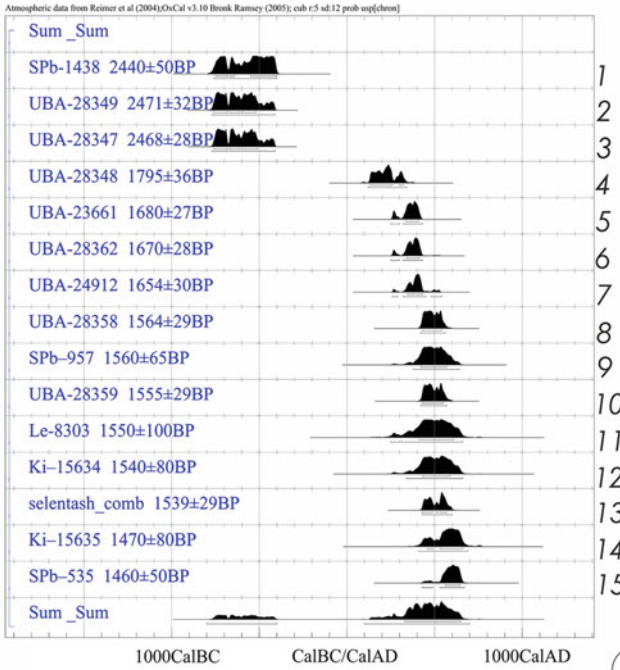 Atmospheric data from Reimer et al (2004);OxCal v3.10 Bronk Ramsey (2005); cub r:5 sd:12 prob usp[chron]
Sum _Sum
SPb-1438 2440±50BP 1
UBA-28349 2471±32BP 2
UBA-28347 2468±28BP 3
UBA-28348 1795±36BP 4
UBA-23661 1680±27BP 5
UBA-28362 1670±28BP 6
UBA-24912 1654±30BP 7
UBA-28358 1564±29BP 8
SPb–957 1560±65BP 9
UBA-28359 1555±29BP 10
Le-8303 1550±100BP 11
Ki–15634 1540±80BP 12
selentash_comb 1539±29BP 13
Ki–15635 1470±80BP 14
SPb–535 1460±50BP 15
Sum _Sum
1000CalBC CalBC/CalAD 1000CalAD